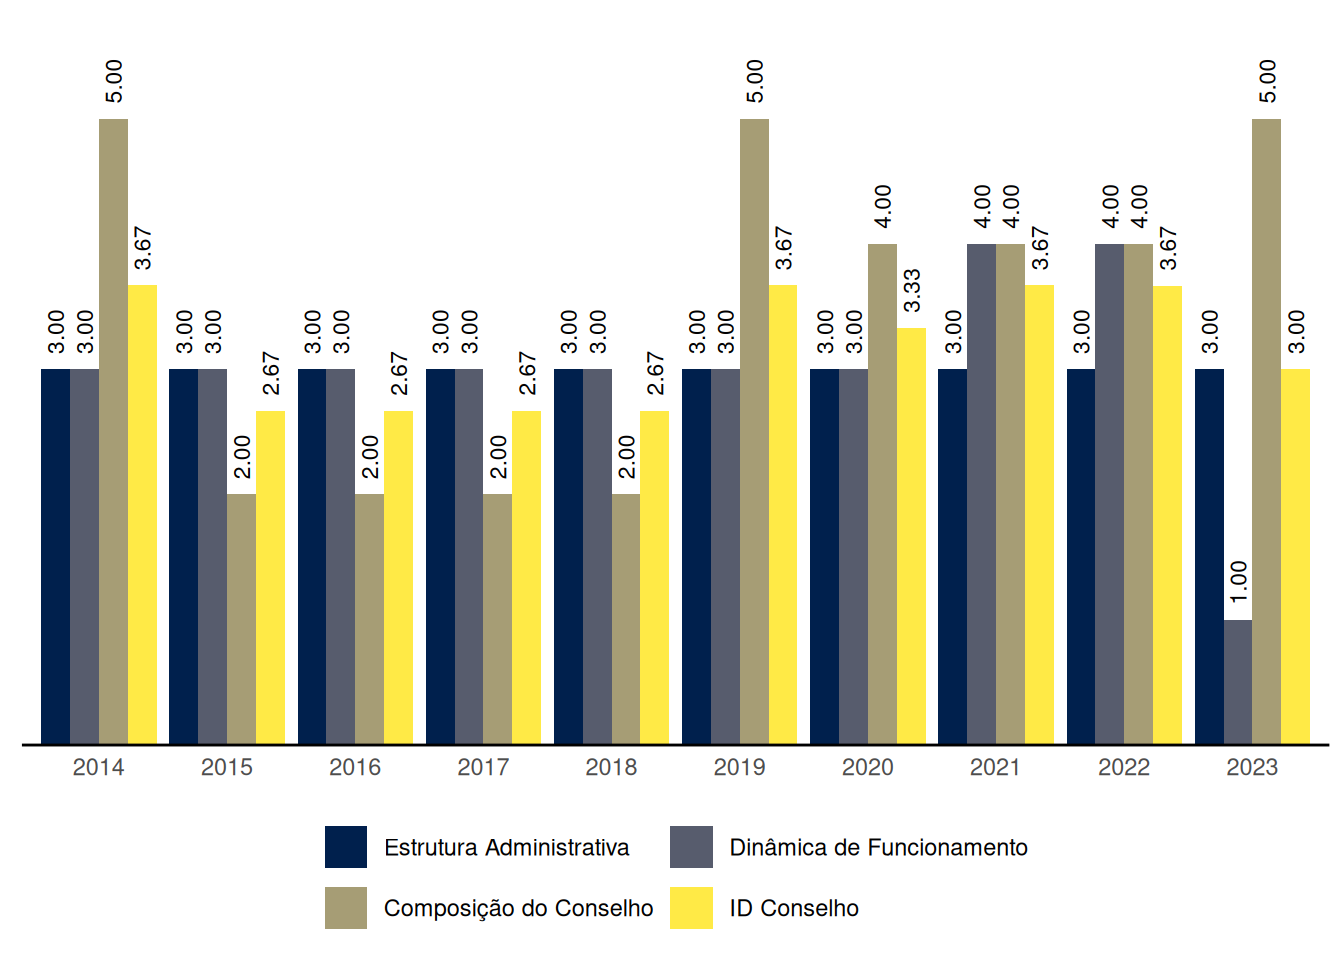 3.00 3.00 5.00 3.67 3.00 3.00 2.00 2.67 3.00 3.00 2.00 2.67 3.00 3.00 2.00 2.67 3.00 3.00 2.00 2.67 3.00 3.00 5.00 3.67 3.00 3.00 4.00 3.33 3.00 4.00 4.00 3.67 3.00 4.00 4.00 3.67 3.00 1.00 5.00 3.00
2014 2015 2016 2017 2018 2019 2020 2021 2022 2023
Estrutura Administrativa Dinâmica de Funcionamento
Composição do Conselho ID Conselho